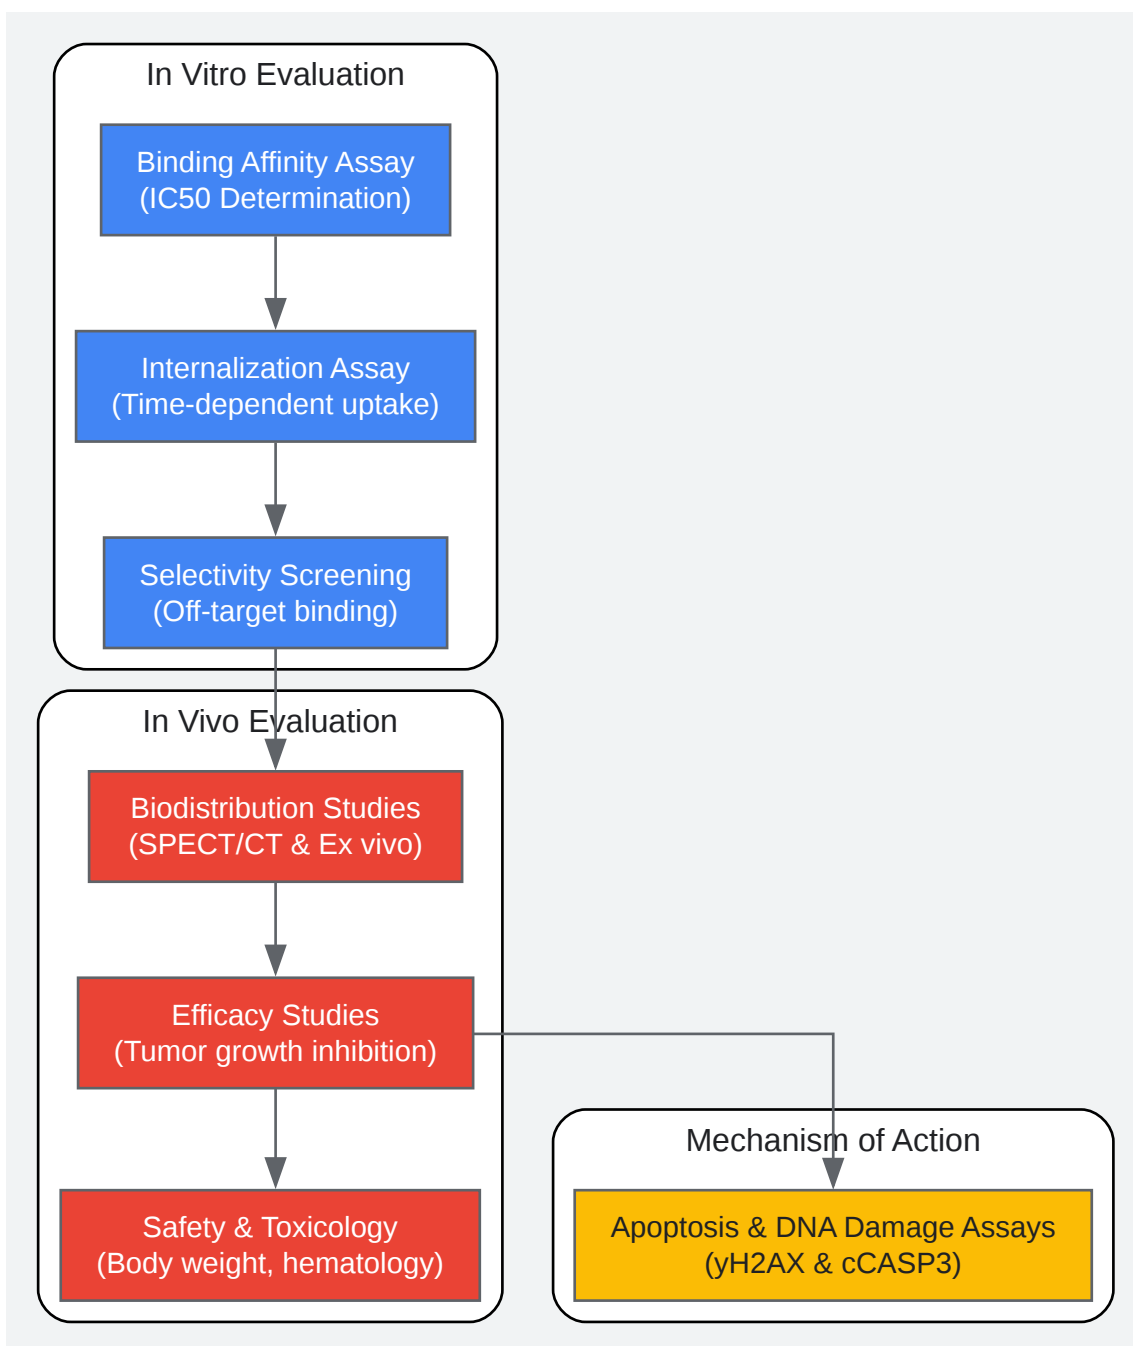 In Vitro Evaluation
Binding Affinity Assay
(IC50 Determination)
Internalization Assay
(Time-dependent uptake)
Selectivity Screening
(Off-target binding)
In Vivo Evaluation
Biodistribution Studies
(SPECT/CT & Ex vivo)
Efficacy Studies
(Tumor growth inhibition)
Safety & Toxicology
(Body weight, hematology)
Mechanism of Action
Apoptosis & DNA Damage Assays
(yH2AX & cCASP3)